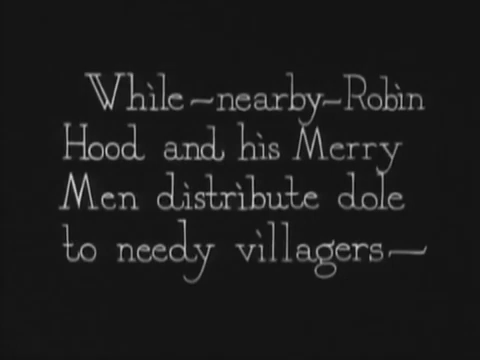 While—nearby—Robin
Hood and his Merry
Men distribute dole
to needy villagers—